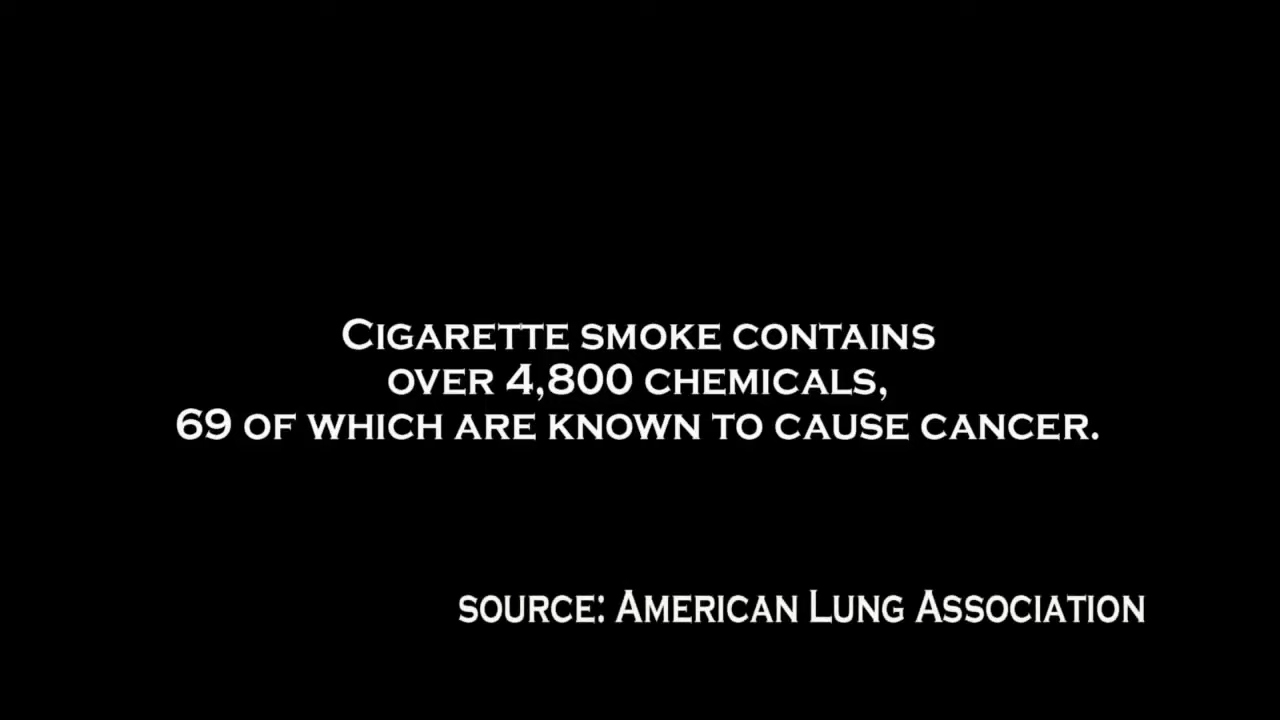 Cigarette smoke contains
over 4,800 chemicals,
69 of which are known to cause cancer.
source: American Lung Association